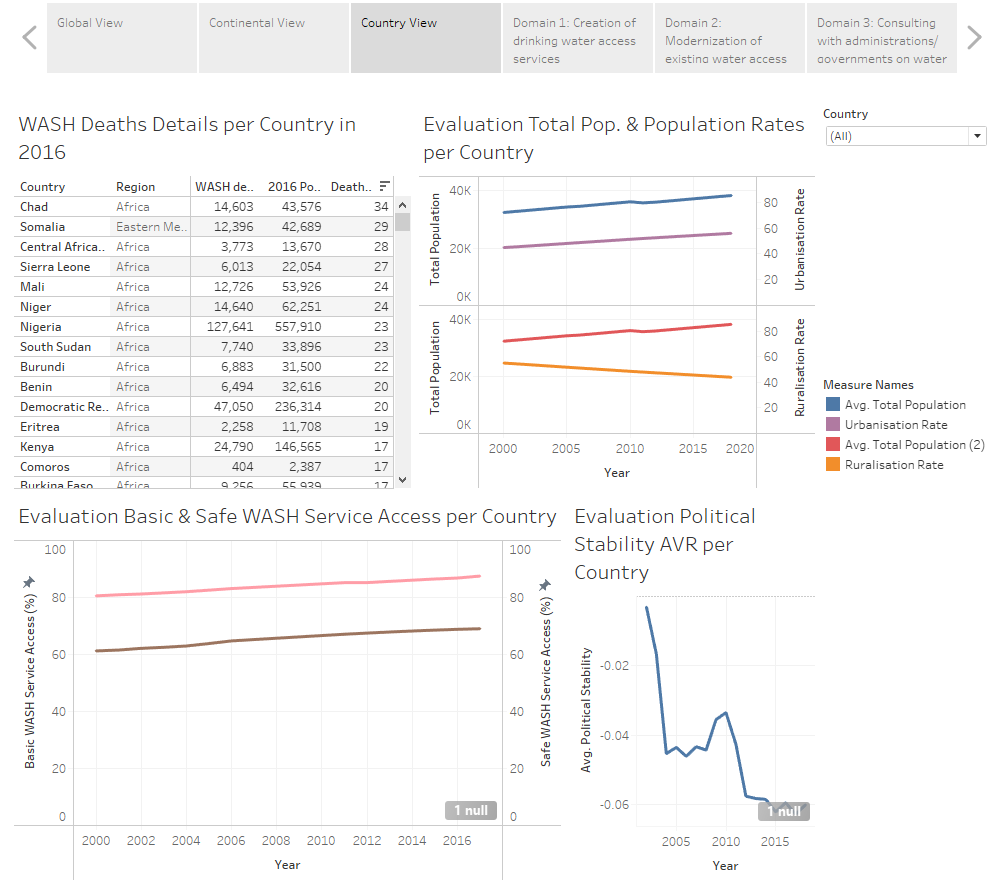 Global View
Continental View
Country View
Domain 1: Creation of
drinking water access
services
Domain 2:
Modernization of
existing water access
Domain 3: Consulting
with administrations/
governments on water
WASH Deaths Details per Country in
2016
Country Region WASH de.. 2016 Po.. Death..
Chad Africa 14,603 43,576 34
Somalia Eastern Me.. 12,396 42,689 29
Central Africa.. Africa 3,773 13,670 28
Sierra Leone Africa 6,013 22,054 27
Mali Africa 12,726 53,926 24
Niger Africa 14,640 62,251 24
Nigeria Africa 127,641 557,910 23
South Sudan Africa 7,740 33,896 23
Burundi Africa 6,883 31,500 22
Benin Africa 6,494 32,616 20
Democratic Re.. Africa 47,050 236,314 20
Eritrea Africa 2,258 11,708 19
Kenya Africa 24,790 146,565 17
Comoros Africa 404 2,387 17
Burkina Faso Africa 9,256 55,939 17
Evaluation Total Pop. & Population Rates
per Country
Total Population
40K
20K
0K
80
60
40
20
Urbanisation Rate
Total Population
40K
20K
0K
80
60
40
20
Ruralisation Rate
2000 2005 2010 2015 2020
Year
Country
(All)
Measure Names
Avg. Total Population
Urbanisation Rate
Avg. Total Population (2)
Ruralisation Rate
Evaluation Basic & Safe WASH Service Access per Country
Basic WASH Service Access (%)
100
80
60
40
20
0
100
80
60
40
20
0
Safe WASH Service Access (%)
1 null
2000 2002 2004 2006 2008 2010 2012 2014 2016
Year
Evaluation Political
Stability AVR per
Country
Avg. Political Stability
-0.02
-0.04
-0.06
1 null
2005 2010 2015
Year